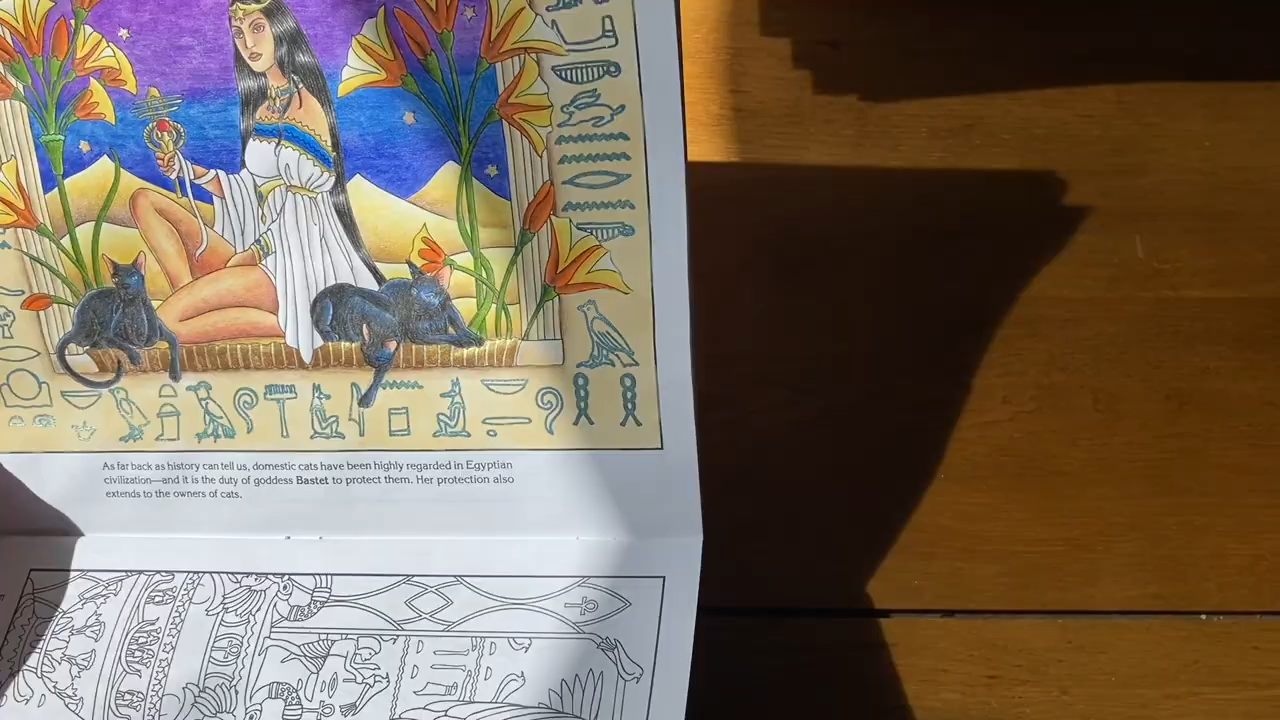 As far back as history can tell us, domestic cats have been highly regarded in Egyptian
civilization—and it is the duty of goddess Bastet to protect them. Her protection also
extends to the owners of cats.